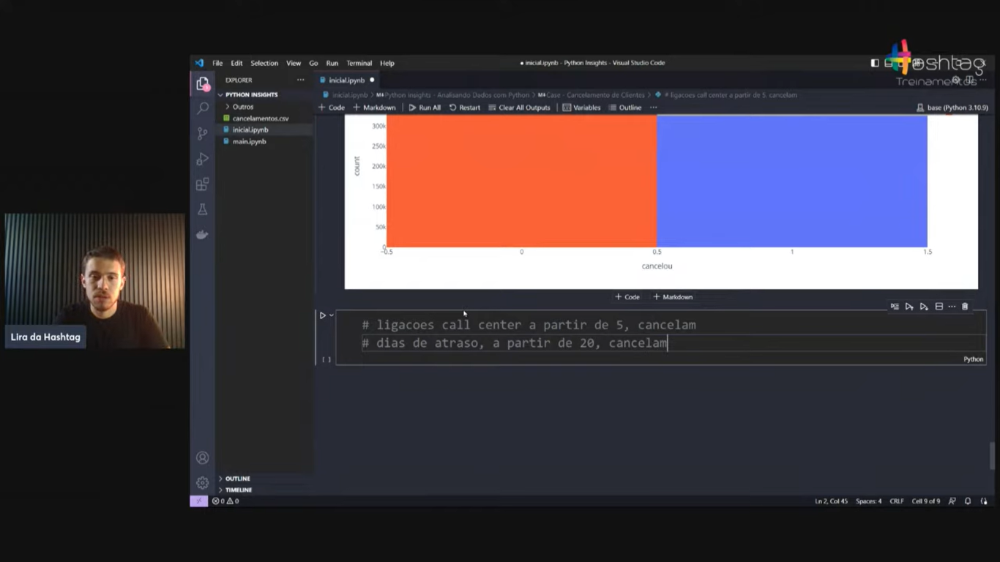 Hashtag
Treinamentos
File Edit Selection View Go Run Terminal Help
● inicial.ipynb - Python Insights - Visual Studio Code
EXPLORER
inicial.ipynb
PYTHON INSIGHTS
Outros
cancelamentos.csv
inicial.ipynb
main.ipynb
inicial.ipynb > M↓Python insights - Analisando Dados com Python > M↓Case - Cancelamento de Clientes > # ligacoes call center a partir de 5, cancelam
+ Code + Markdown Run All Restart Clear All Outputs Variables Outline ...
base (Python 3.10.9)
300k
250k
200k
150k
100k
50k
0
count
−0.5 0 0.5 1 1.5
cancelou
+ Code + Markdown
# ligacoes call center a partir de 5, cancelam
# dias de atraso, a partir de 20, cancelam
[ ]
Python
Lira da Hashtag
OUTLINE
TIMELINE
0 0
Ln 2, Col 45 Spaces: 4 CRLF Cell 9 of 9